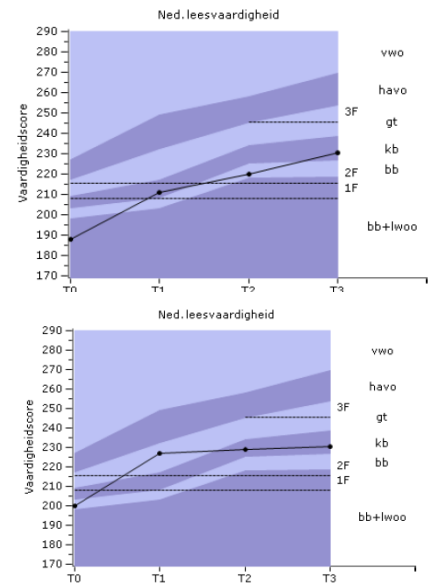 Ned. leesvaardigheid
Vaardigheidscore
290
280
270
260
250
240
230
220
210
200
190
180
170
T0 T1 T2 T3
vwo
havo
3F
gt
kb
2F bb
1F
bb+lwoo
Ned. leesvaardigheid
Vaardigheidscore
290
280
270
260
250
240
230
220
210
200
190
180
170
T0 T1 T2 T3
vwo
havo
3F
gt
kb
2F bb
1F
bb+lwoo